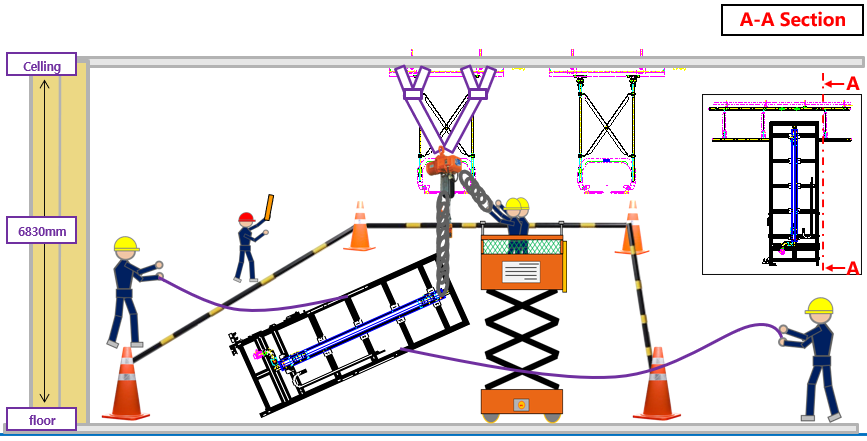 A-A Section
Celling
6830mm
floor
A
A